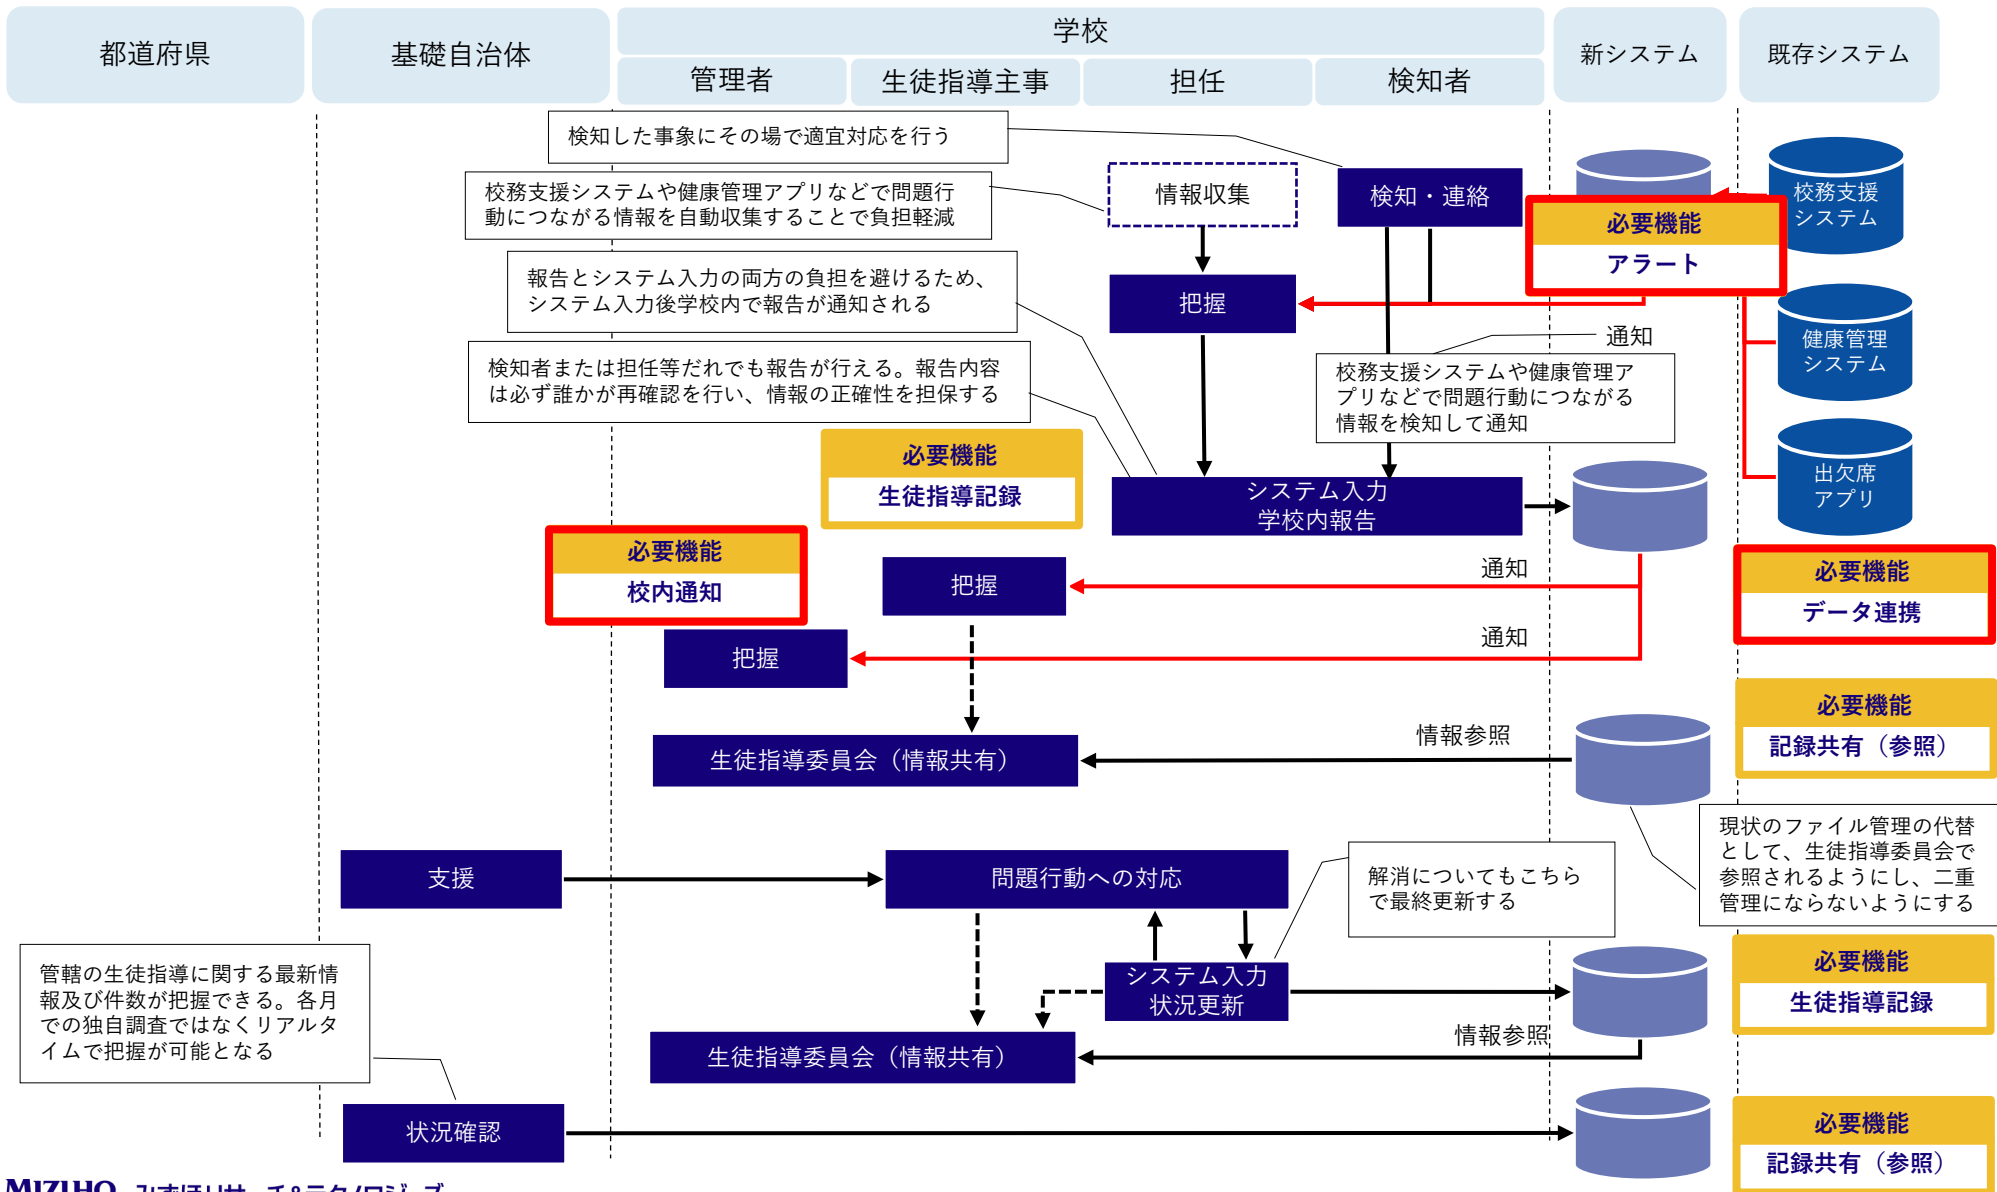 都道府県
基礎自治体
学校
管理者
生徒指導主事
担任
検知者
新システム
既存システム
検知した事象にその場で適宜対応を行う
校務支援システムや健康管理アプリなどで問題行
動につながる情報を自動収集することで負担軽減
情報収集
検知・連絡
必要機能
アラート
校務支援
システム
報告とシステム入力の両方の負担を避けるため、
システム入力後学校内で報告が通知される
把握
通知
健康管理
システム
検知者または担任等だれでも報告が行える。報告内容
は必ず誰かが再確認を行い、情報の正確性を担保する
校務支援システムや健康管理ア
プリなどで問題行動につながる
情報を検知して通知
必要機能
生徒指導記録
システム入力
学校内報告
出欠席
アプリ
必要機能
校内通知
把握
通知
必要機能
データ連携
把握
通知
生徒指導委員会（情報共有）
情報参照
必要機能
記録共有（参照）
現状のファイル管理の代替
として、生徒指導委員会で
参照されるようにし、二重
管理にならないようにする
支援
問題行動への対応
解消についてもこちら
で最終更新する
管轄の生徒指導に関する最新情
報及び件数が把握できる。各月
での独自調査ではなくリアルタ
イムで把握が可能となる
システム入力
状況更新
必要機能
生徒指導記録
生徒指導委員会（情報共有）
情報参照
状況確認
必要機能
記録共有（参照）
MIZUHO みずほリサーチ&テクノロジーズ